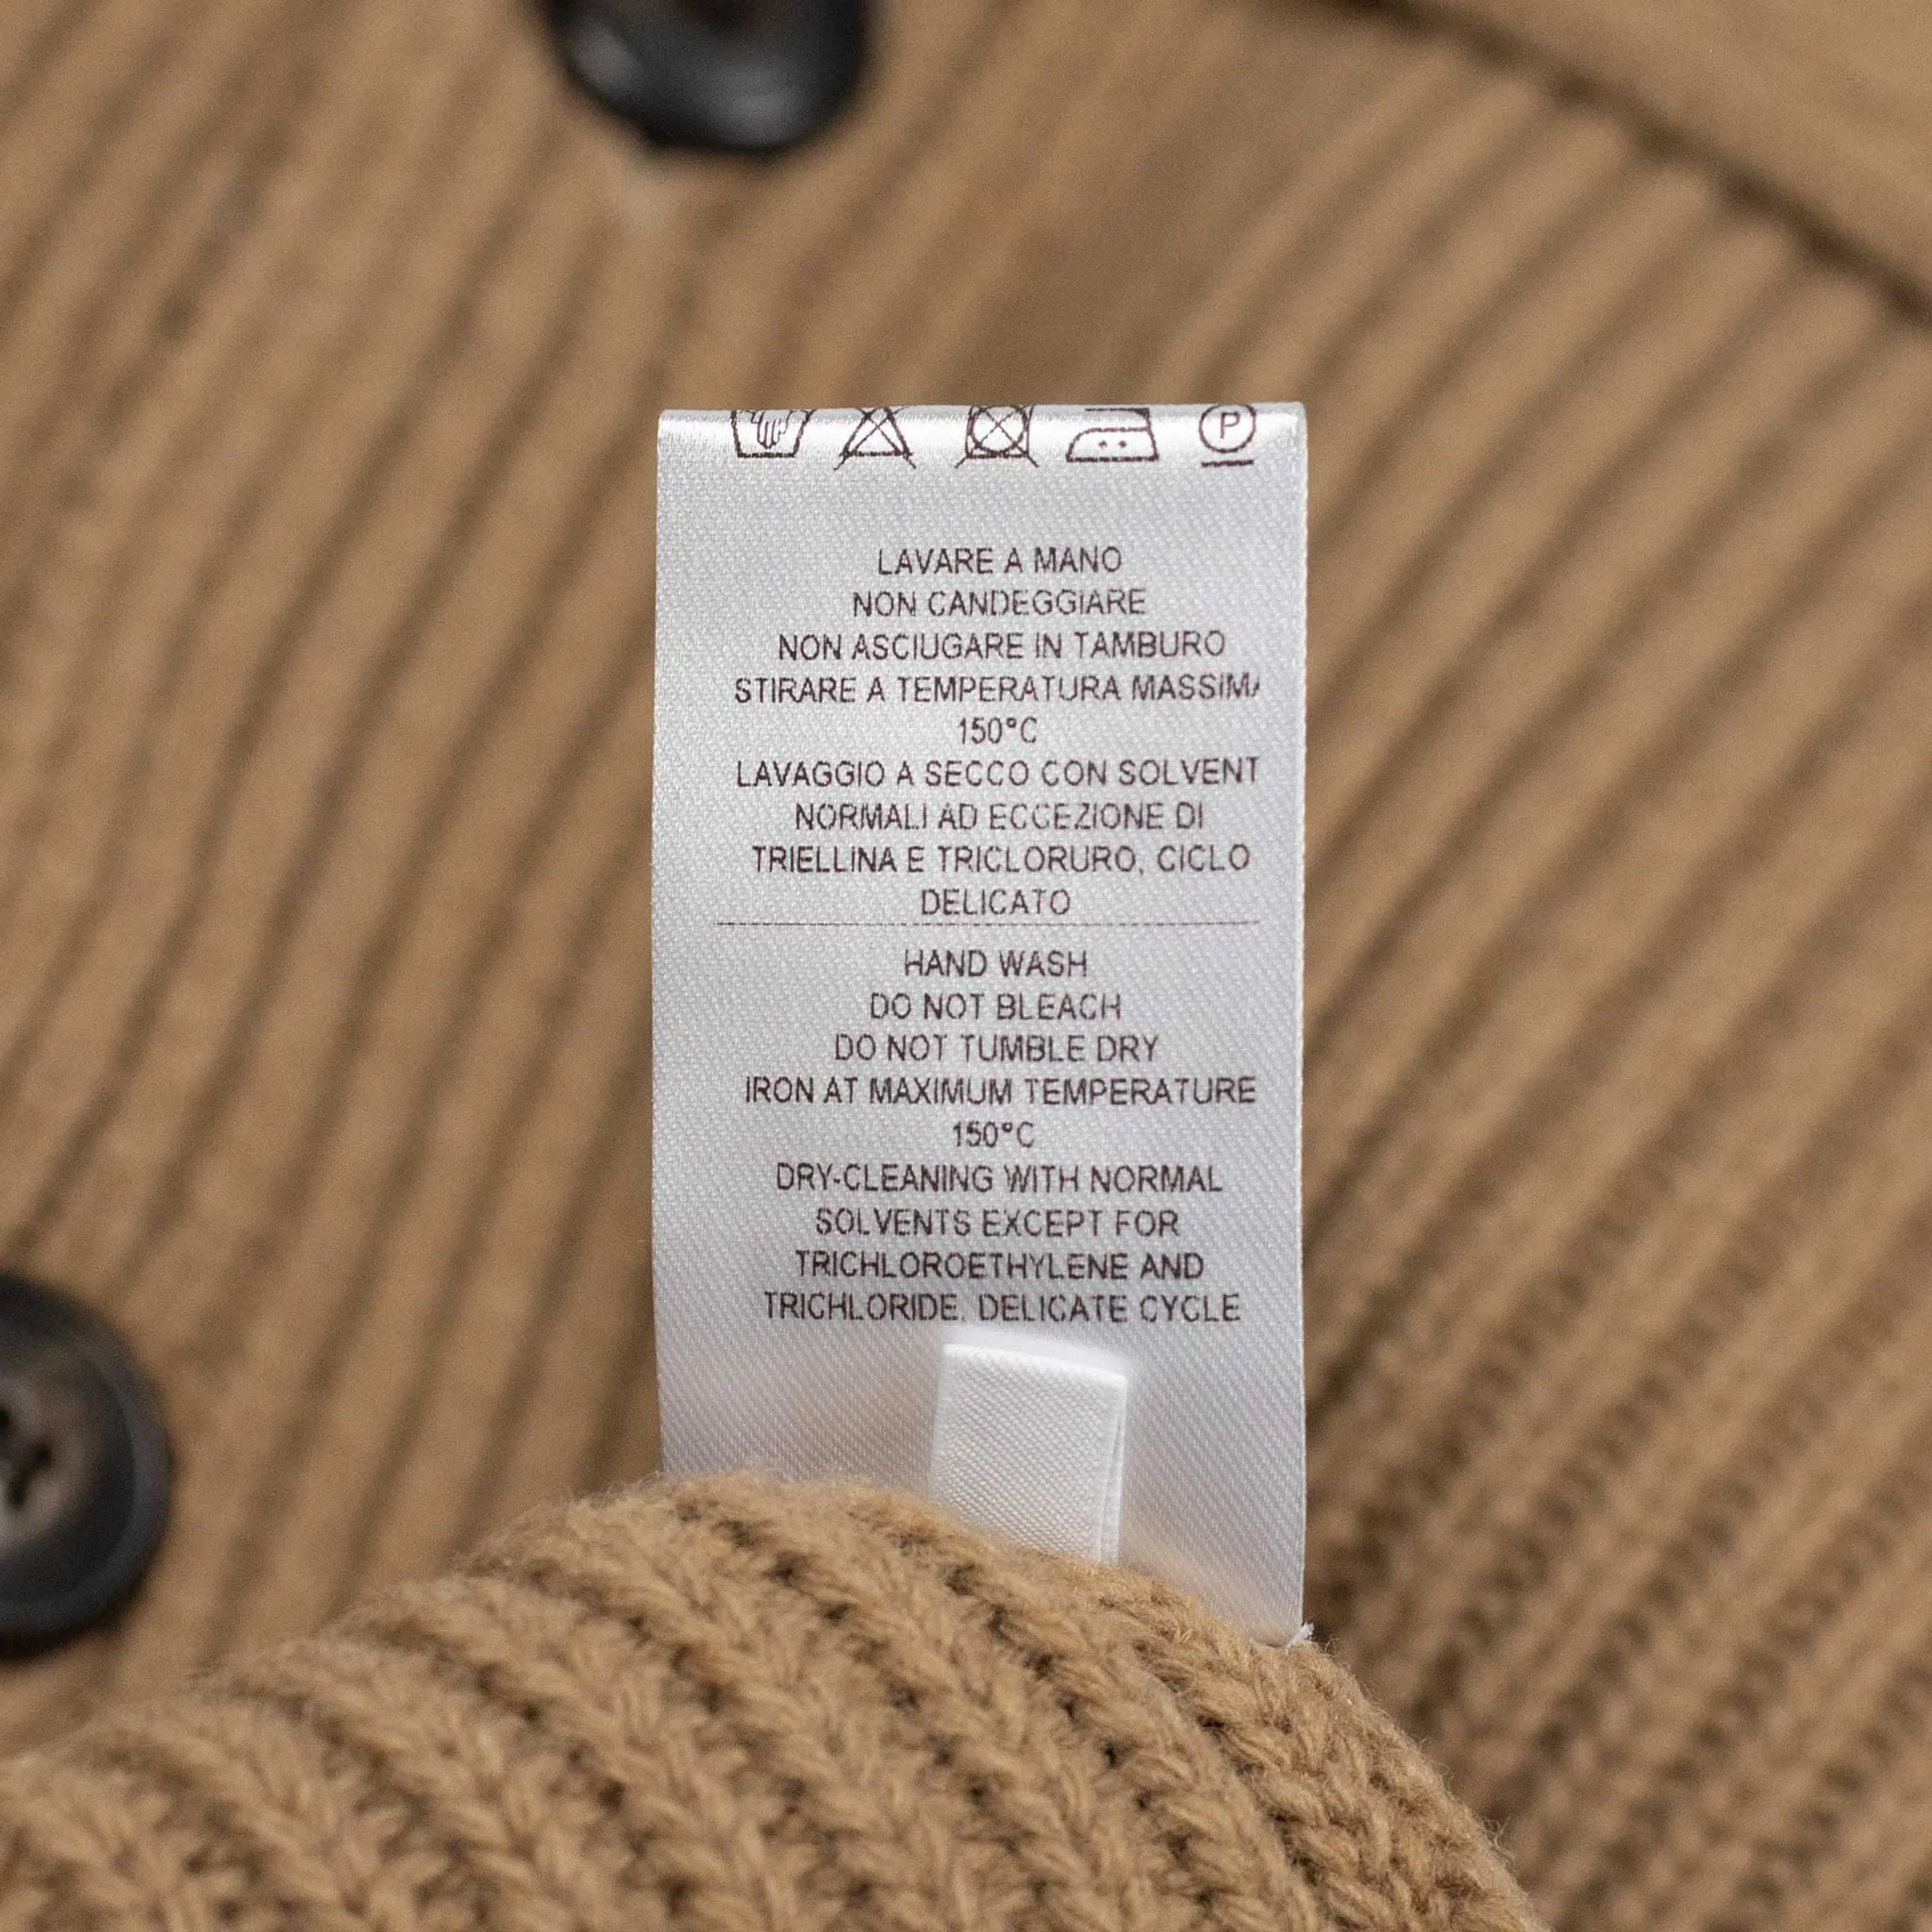 P
LAVARE A MANO
NON CANDEGGIARE
NON ASCIUGARE IN TAMBURO
STIRARE A TEMPERATURA MASSIMA
150°C
LAVAGGIO A SECCO CON SOLVENT
NORMALI AD ECCEZIONE DI
TRIELLINA E TRICLORURO, CICLO
DELICATO
HAND WASH
DO NOT BLEACH
DO NOT TUMBLE DRY
IRON AT MAXIMUM TEMPERATURE
150°C
DRY-CLEANING WITH NORMAL
SOLVENTS EXCEPT FOR
TRICHLOROETHYLENE AND
TRICHLORIDE. DELICATE CYCLE